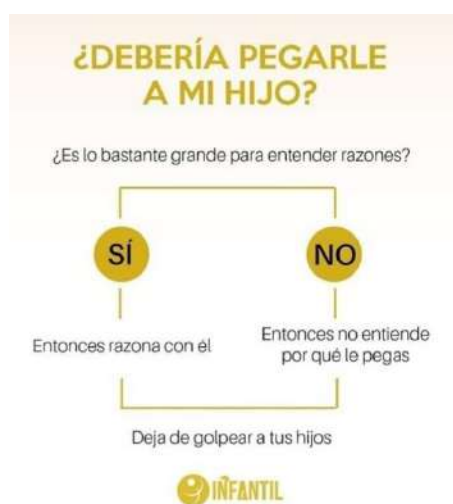 ¿DEBERÍA PEGARLE
A MI HIJO?
¿Es lo bastante grande para entender razones?
SÍ
NO
Entonces razona con él
Entonces no entiende
por qué le pegas
Deja de golpear a tus hijos
INFANTIL